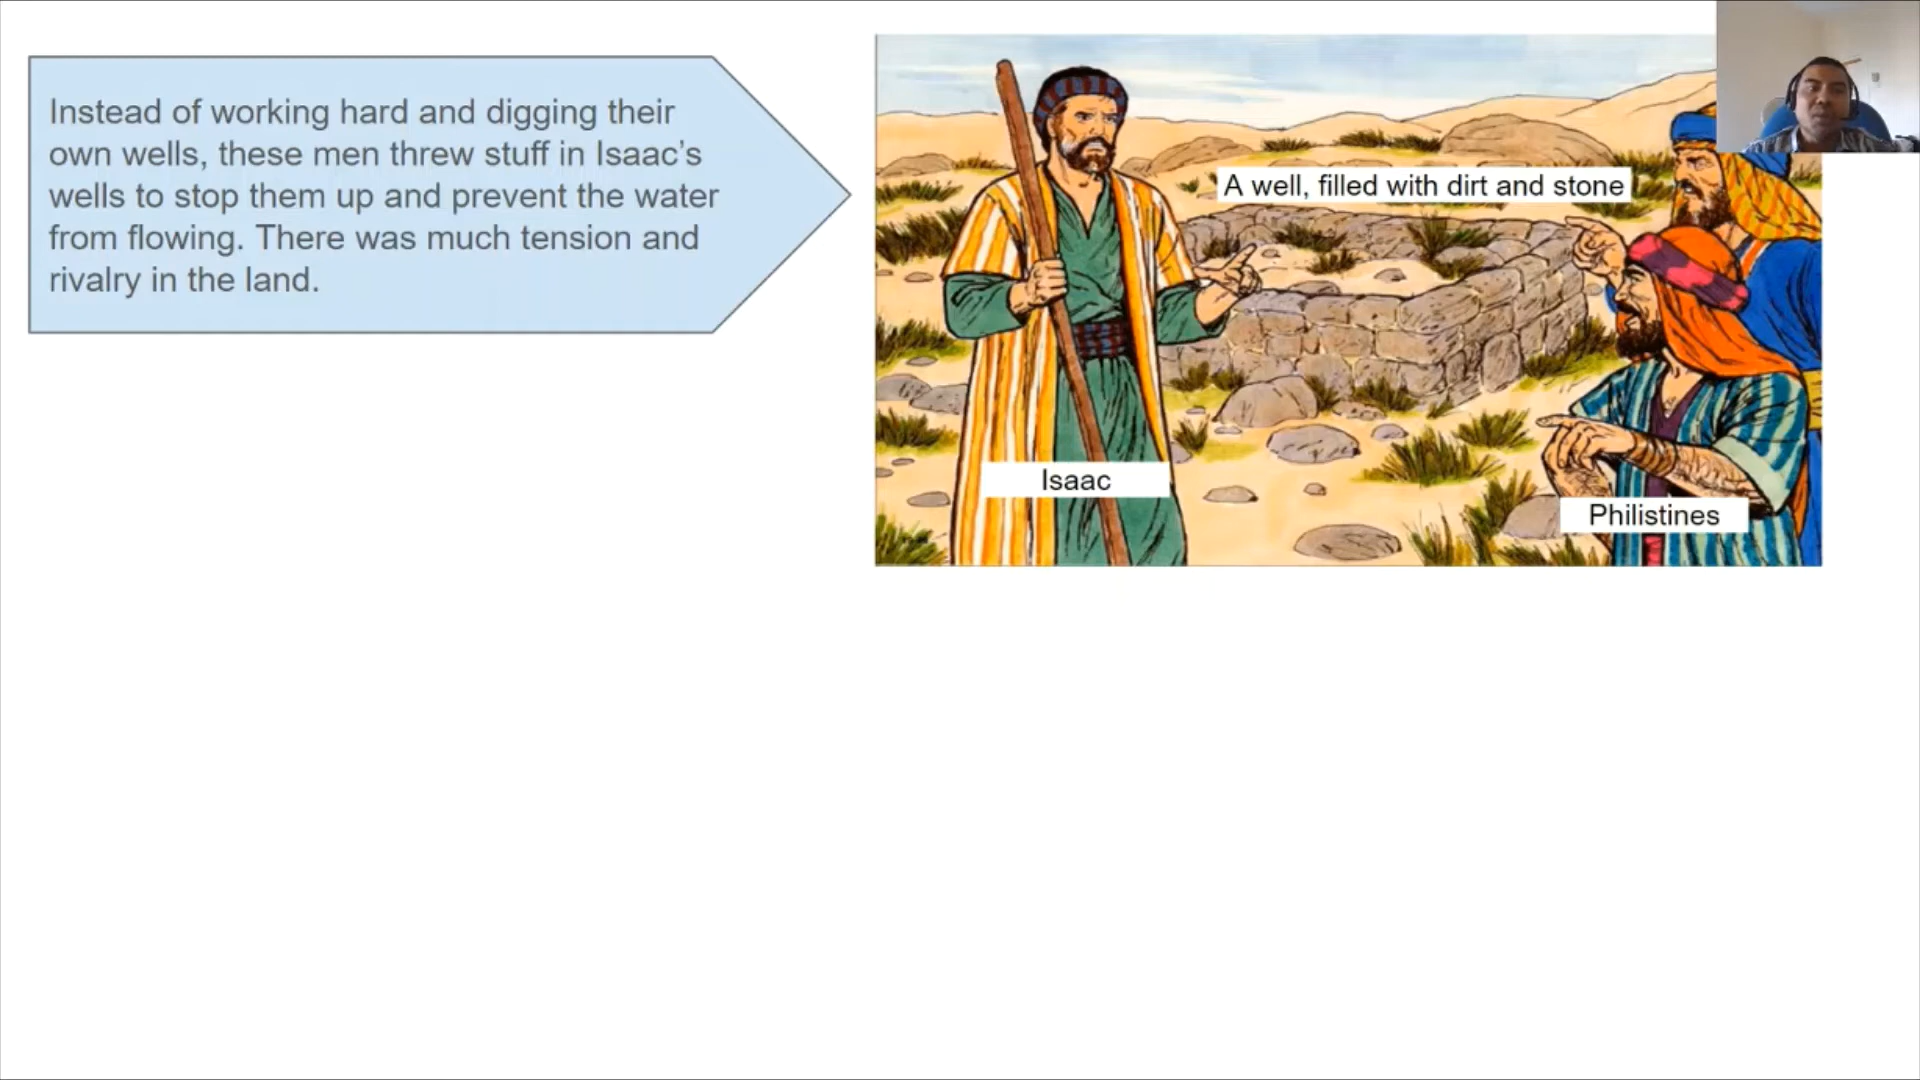 Instead of working hard and digging their
own wells, these men threw stuff in Isaac’s
wells to stop them up and prevent the water
from flowing. There was much tension and
rivalry in the land.
A well, filled with dirt and stone
Isaac
Philistines